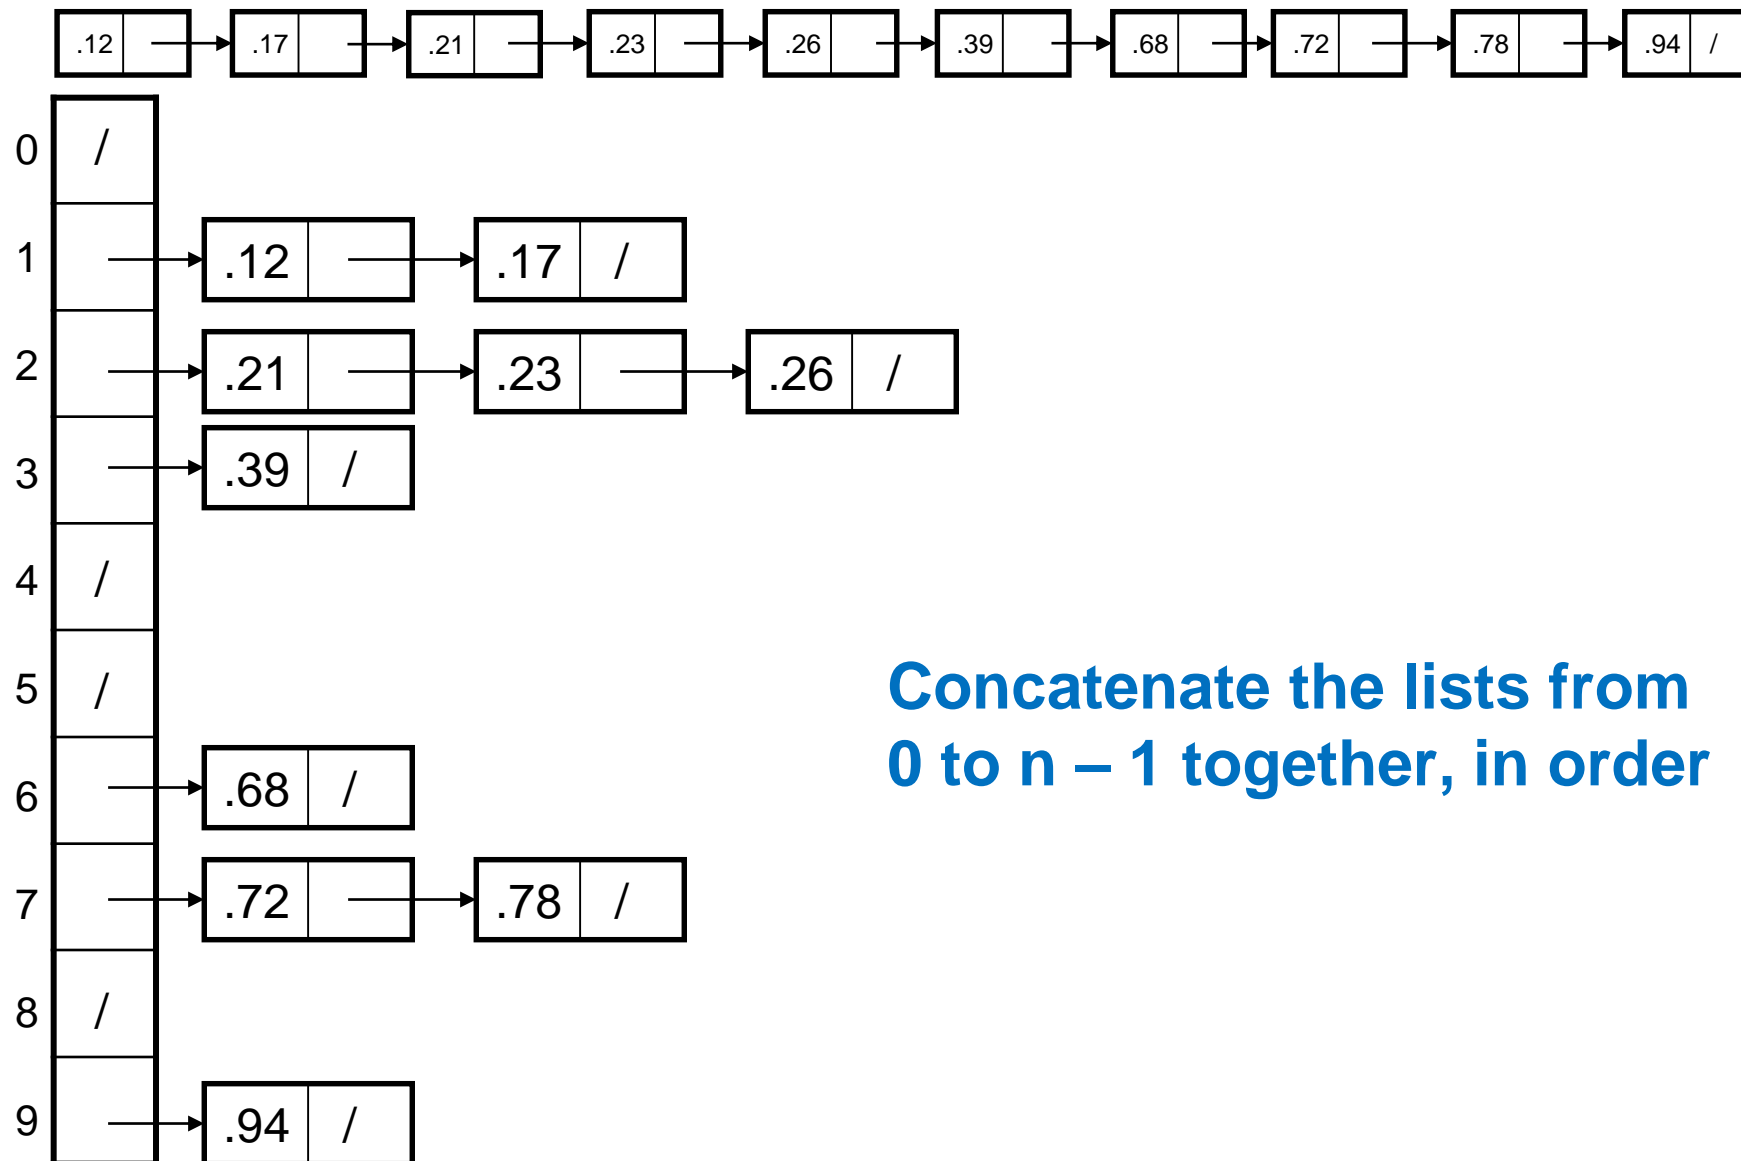 .12 .17 .21 .23 .26 .39 .68 .72 .78 .94 /
0 /
1 .12 .17 /
2 .21 .23 .26 /
3 .39 /
4 /
5 /
6 .68 /
7 .72 .78 /
8 /
9 .94 /
Concatenate the lists from
0 to n – 1 together, in order